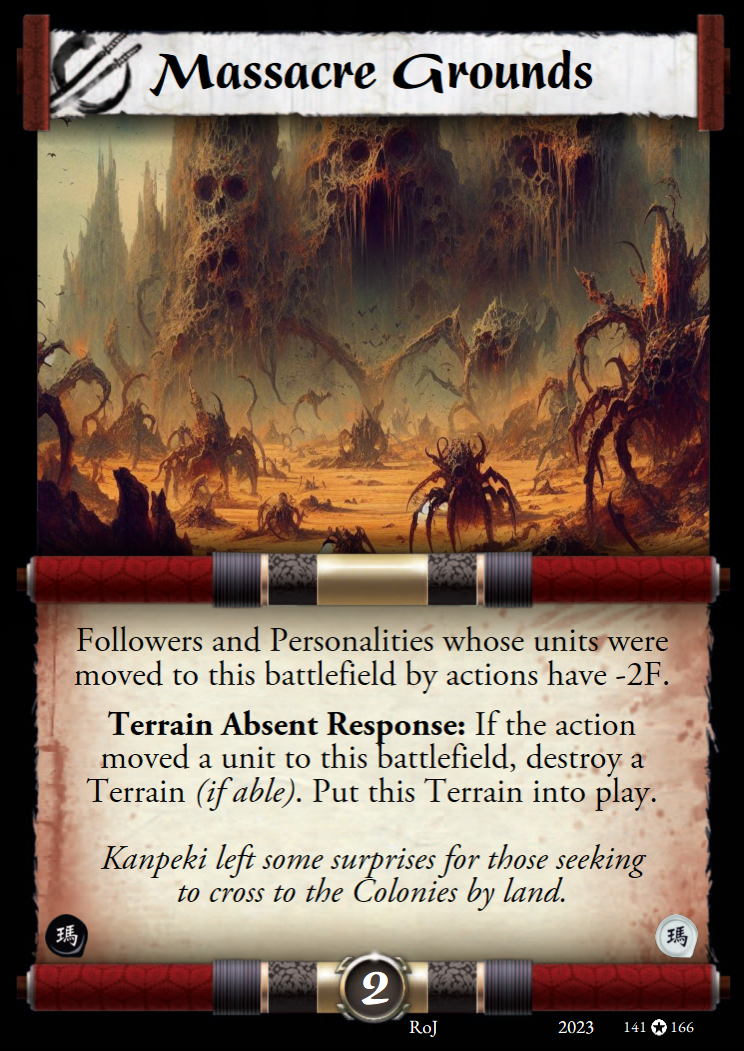 Massacre Grounds
Followers and Personalities whose units were
moved to this battlefield by actions have -2F.
Terrain Absent Response: If the action
moved a unit to this battlefield, destroy a
Terrain (if able). Put this Terrain into play.
Kanpeki left some surprises for those seeking
to cross to the Colonies by land.
瑪 瑪
2
RoJ 2023 141 ✪ 166